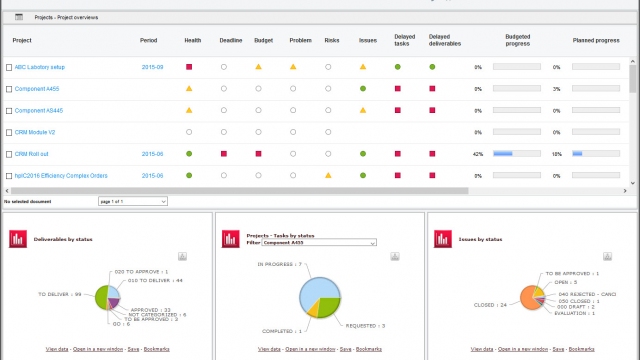 Projects - Project overviews
Project Period Health Deadline Budget Problem Risks Issues Delayed tasks Delayed deliverables Budgeted progress Planned progress
ABC Labotory setup 2015-08 0% 0%
Component A455 0% 3%
Component A0445 0% 0%
CRM Module V2 0% 0%
CRM Roll out 2015-06 42% 18%
hpIC2016 Efficiency Complex Orders 2015-06 0% 0%
No selected document page 1 of 1
Deliverables by status
020 TO APPROVE : 1
010 TO DELIVER : 44
TO DELIVER : 99
APPROVED : 33
NOT CATEGORIZED : 6
TO BE APPROVED : 3
GO : 6
View data - Open in a new window - Save - Bookmarks
Projects - Tasks by status
Filter Component A455
IN PROGRESS : 7
REQUESTED : 3
COMPLETED : 1
View data - Open in a new window - Save - Bookmarks
Issues by status
TO BE APPROVED : 1
OPEN : 5
040 REJECTED - CANCI
CLOSED : 24
050 CLOSED : 1
000 DRAFT : 2
EVALUATION : 1
View data - Open in a new window - Save - Bookmarks